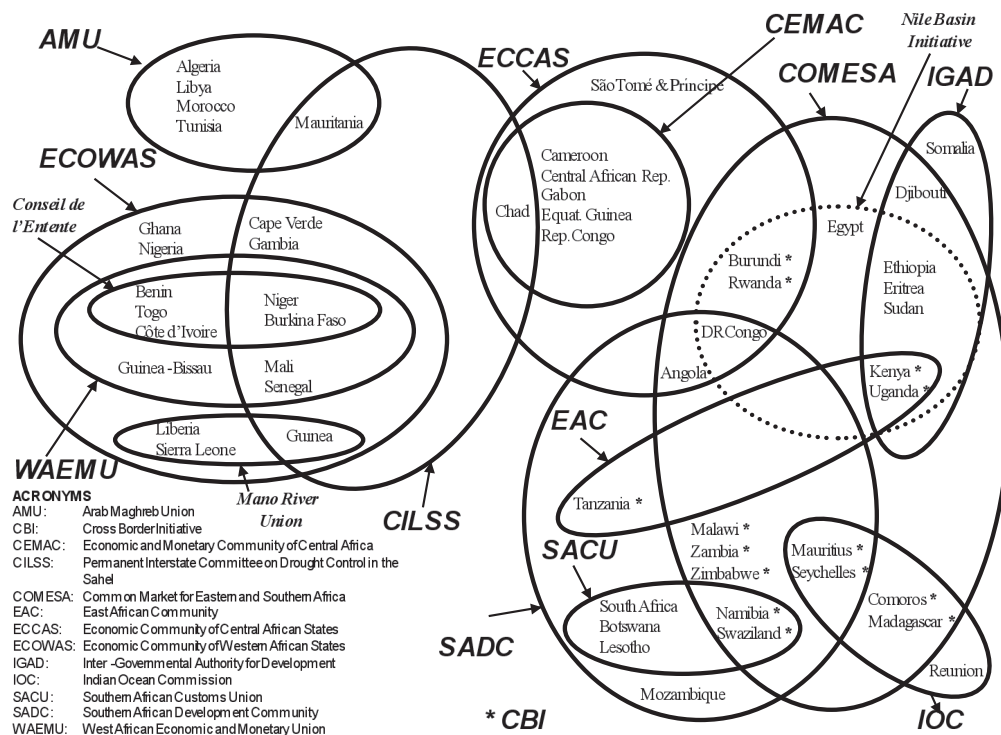 AMU
Algeria
Libya
Morocco
Tunisia
Mauritania
ECOWAS
Conseil de
l'Entente
Ghana
Nigeria
Cape Verde
Gambia
Benin
Togo
Côte d'Ivoire
Niger
Burkina Faso
Guinea -Bissau
Mali
Senegal
Liberia
Sierra Leone
Guinea
WAEMU
Mano River
Union
CILSS
ECCAS
CEMAC
São Tomé & Principe
Chad
Cameroon
Central African Rep.
Gabon
Equat. Guinea
Rep. Congo
COMESA
Nile Basin
Initiative
IGAD
Somalia
Djibouti
Egypt
Burundi *
Rwanda *
Ethiopia
Eritrea
Sudan
DR Congo
Angola
Kenya *
Uganda *
EAC
Tanzania *
SACU
Malawi *
Zambia *
Zimbabwe *
Mauritius *
Seychelles *
South Africa
Botswana
Lesotho
Namibia *
Swaziland *
Comoros *
Madagascar *
Reunion
SADC
Mozambique
* CBI
IOC
ACRONYMS
AMU: Arab Maghreb Union
CBI: Cross Border Initiative
CEMAC: Economic and Monetary Community of Central Africa
CILSS: Permanent Interstate Committee on Drought Control in the
Sahel
COMESA: Common Market for Eastern and Southern Africa
EAC: East African Community
ECCAS: Economic Community of Central African States
ECOWAS: Economic Community of Western African States
IGAD: Inter -Governmental Authority for Development
IOC: Indian Ocean Commission
SACU: Southern African Customs Union
SADC: Southern African Development Community
WAEMU: West African Economic and Monetary Union